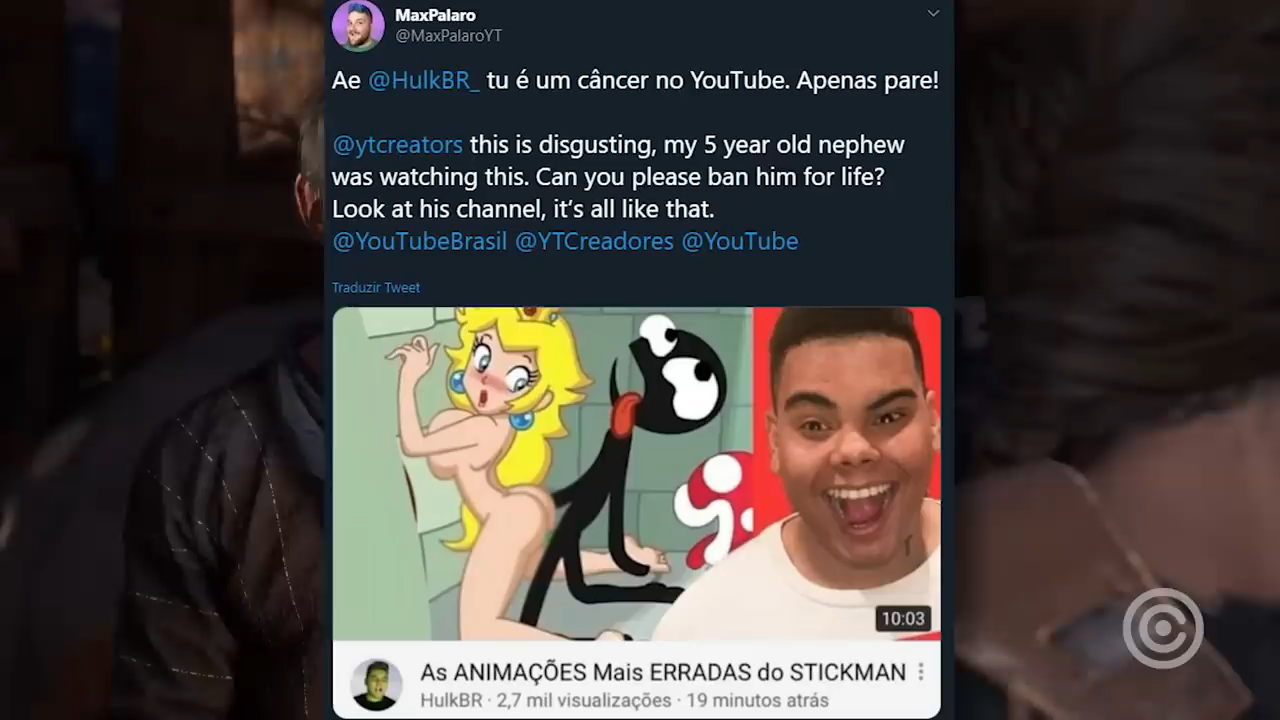 MaxPalaro
@MaxPalaroYT
Ae @HulkBR_ tu é um câncer no YouTube. Apenas pare!
@ytcreators this is disgusting, my 5 year old nephew
was watching this. Can you please ban him for life?
Look at his channel, it’s all like that.
@YouTubeBrasil @YTCreadores @YouTube
Traduzir Tweet
10:03
As ANIMAÇÕES Mais ERRADAS do STICKMAN
HulkBR · 2,7 mil visualizações · 19 minutos atrás